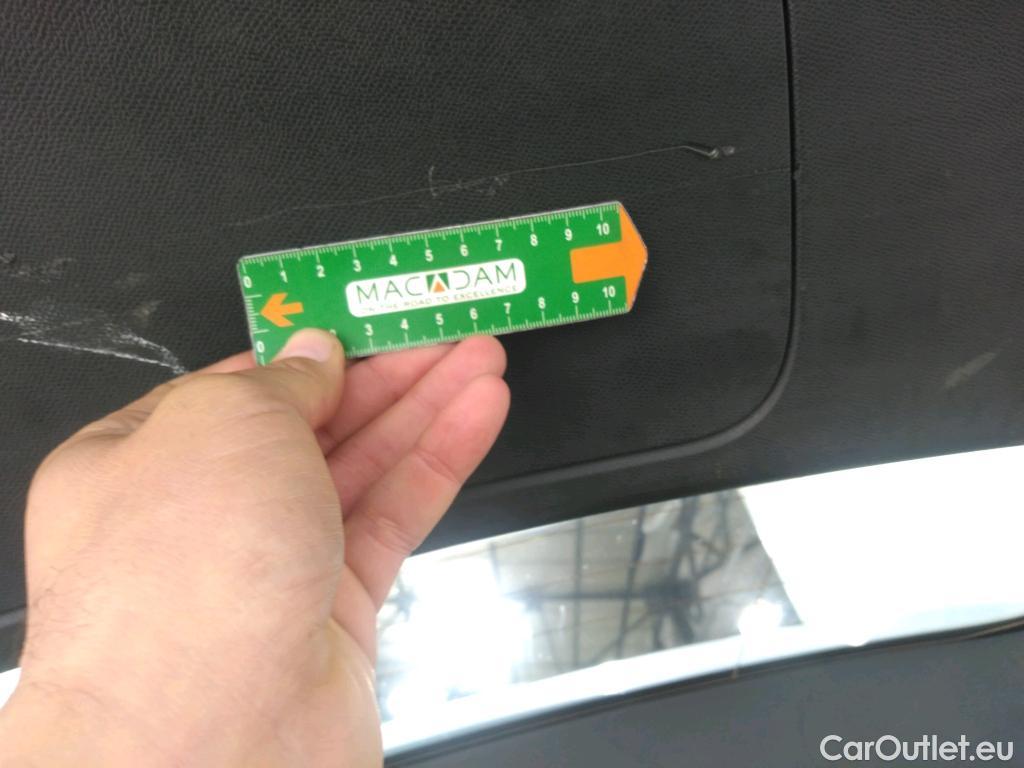 0 1 2 3 4 5 6 7 8 9 10
MACADAM
ON THE ROAD TO EXCELLENCE
0 3 4 5 6 7 8 9 10
CarOutlet.eu